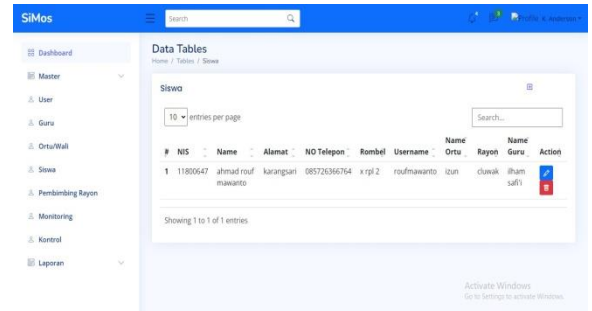 SiMos
Search
4
3
Profile K. Anderson
Dashboard
Master
User
Guru
Ortu/Wali
Siswa
Pembimbing Rayon
Monitoring
Kontrol
Laporan
Data Tables
Home / Tables / Siswa
Siswa
10 entries per page
Search...
# NIS Name Alamat NO Telepon Rombel Username Name Ortu Rayon Name Guru Action
1 11800647 ahmad rouf mawanto karangsari 085726366764 x rpl 2 roufmawanto izun cluwak ilham safi'i
Showing 1 to 1 of 1 entries
Activate Windows
Go to Settings to activate Windows.